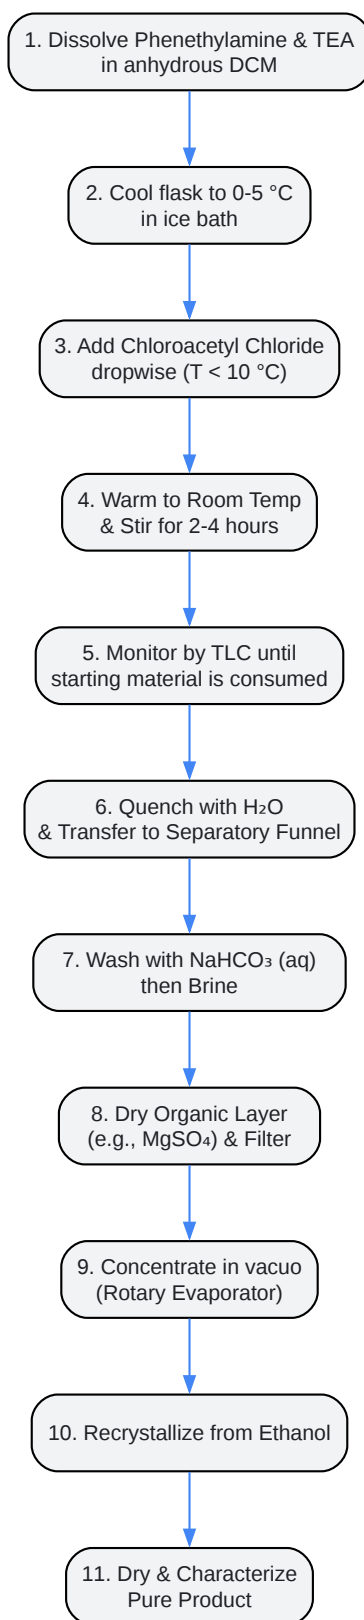 1. Dissolve Phenethylamine & TEA
in anhydrous DCM
2. Cool flask to 0-5 °C
in ice bath
3. Add Chloroacetyl Chloride
dropwise (T < 10 °C)
4. Warm to Room Temp
& Stir for 2-4 hours
5. Monitor by TLC until
starting material is consumed
6. Quench with H₂O
& Transfer to Separatory Funnel
7. Wash with NaHCO₃ (aq)
then Brine
8. Dry Organic Layer
(e.g., MgSO₄) & Filter
9. Concentrate in vacuo
(Rotary Evaporator)
10. Recrystallize from Ethanol
11. Dry & Characterize
Pure Product